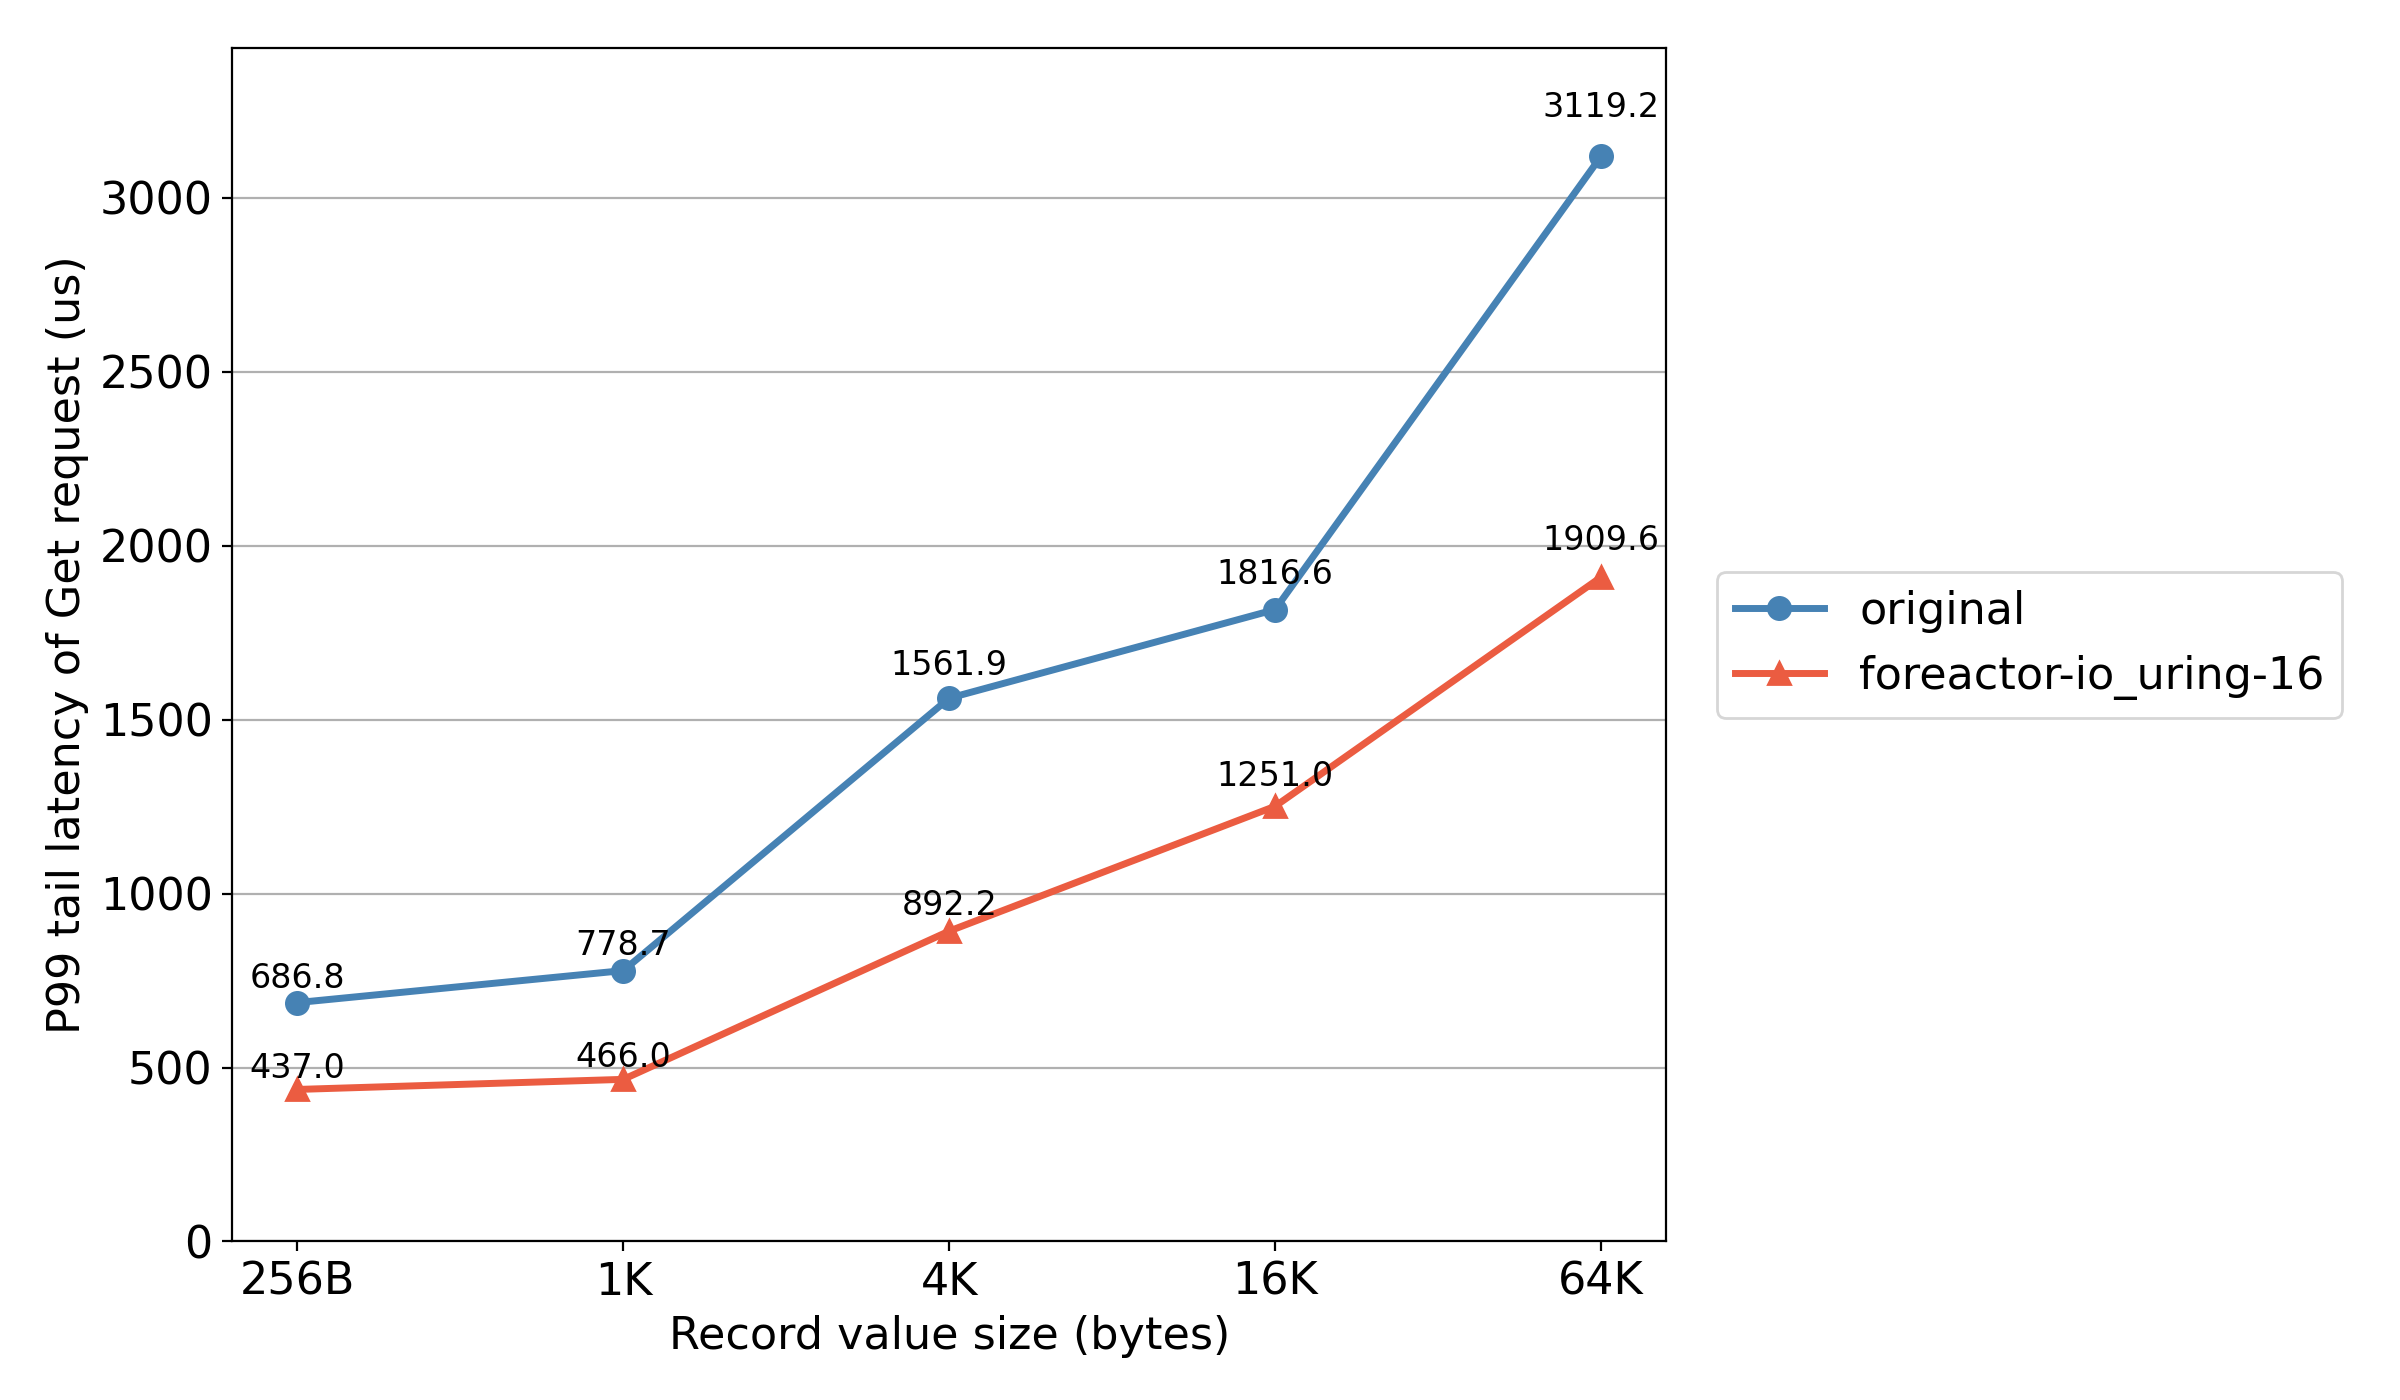 P99 tail latency of Get request (us)
3000
2500
2000
1500
1000
500
0
3119.2
1909.6
1816.6
1561.9
1251.0
892.2
778.7
686.8
466.0
437.0
256B
1K
4K
16K
64K
Record value size (bytes)
original
foreactor-io_uring-16